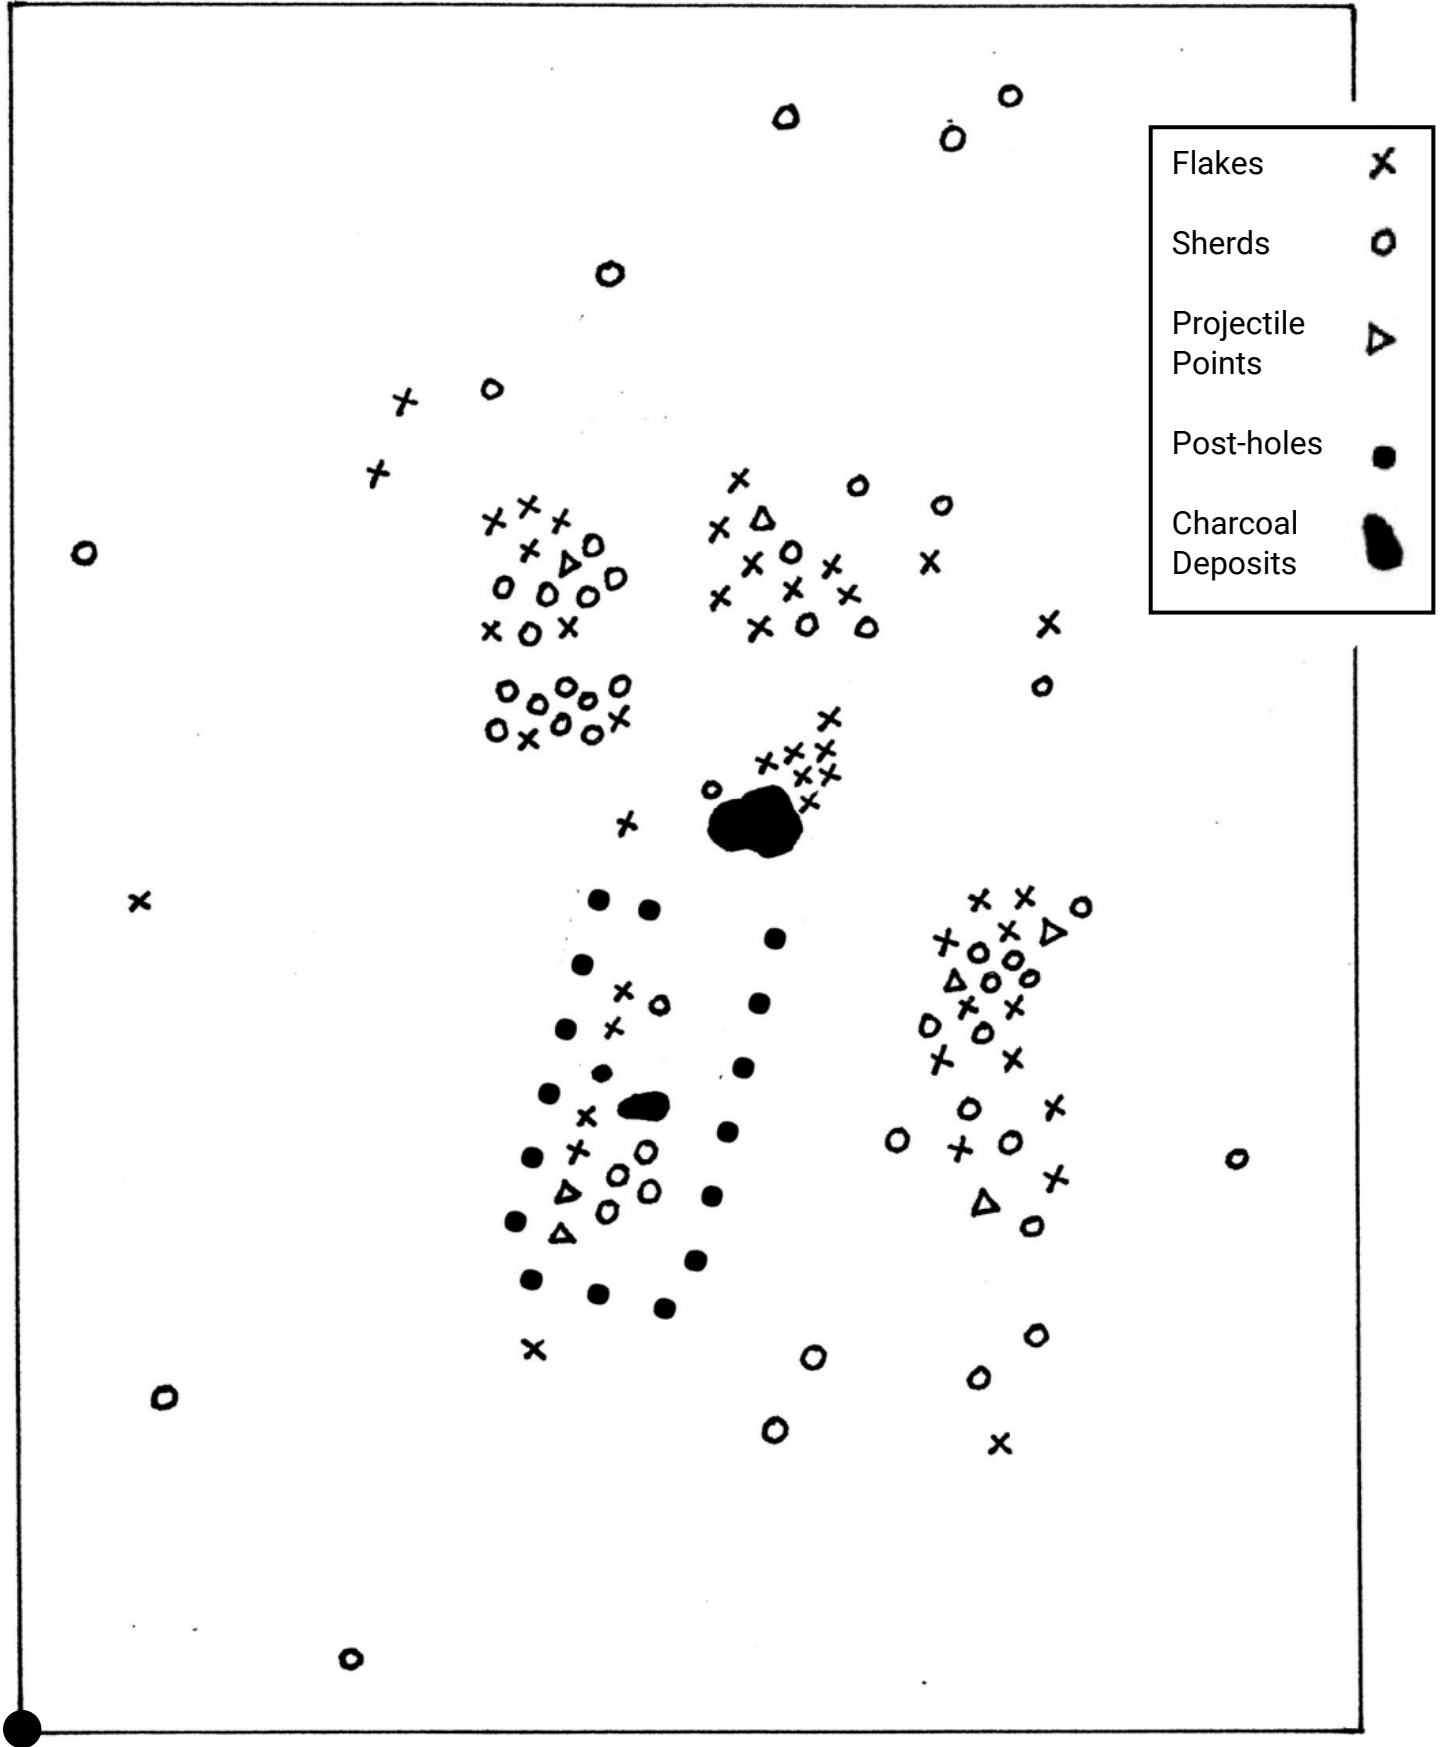 Flakes
Sherds
Projectile
Points
Post-holes
Charcoal
Deposits